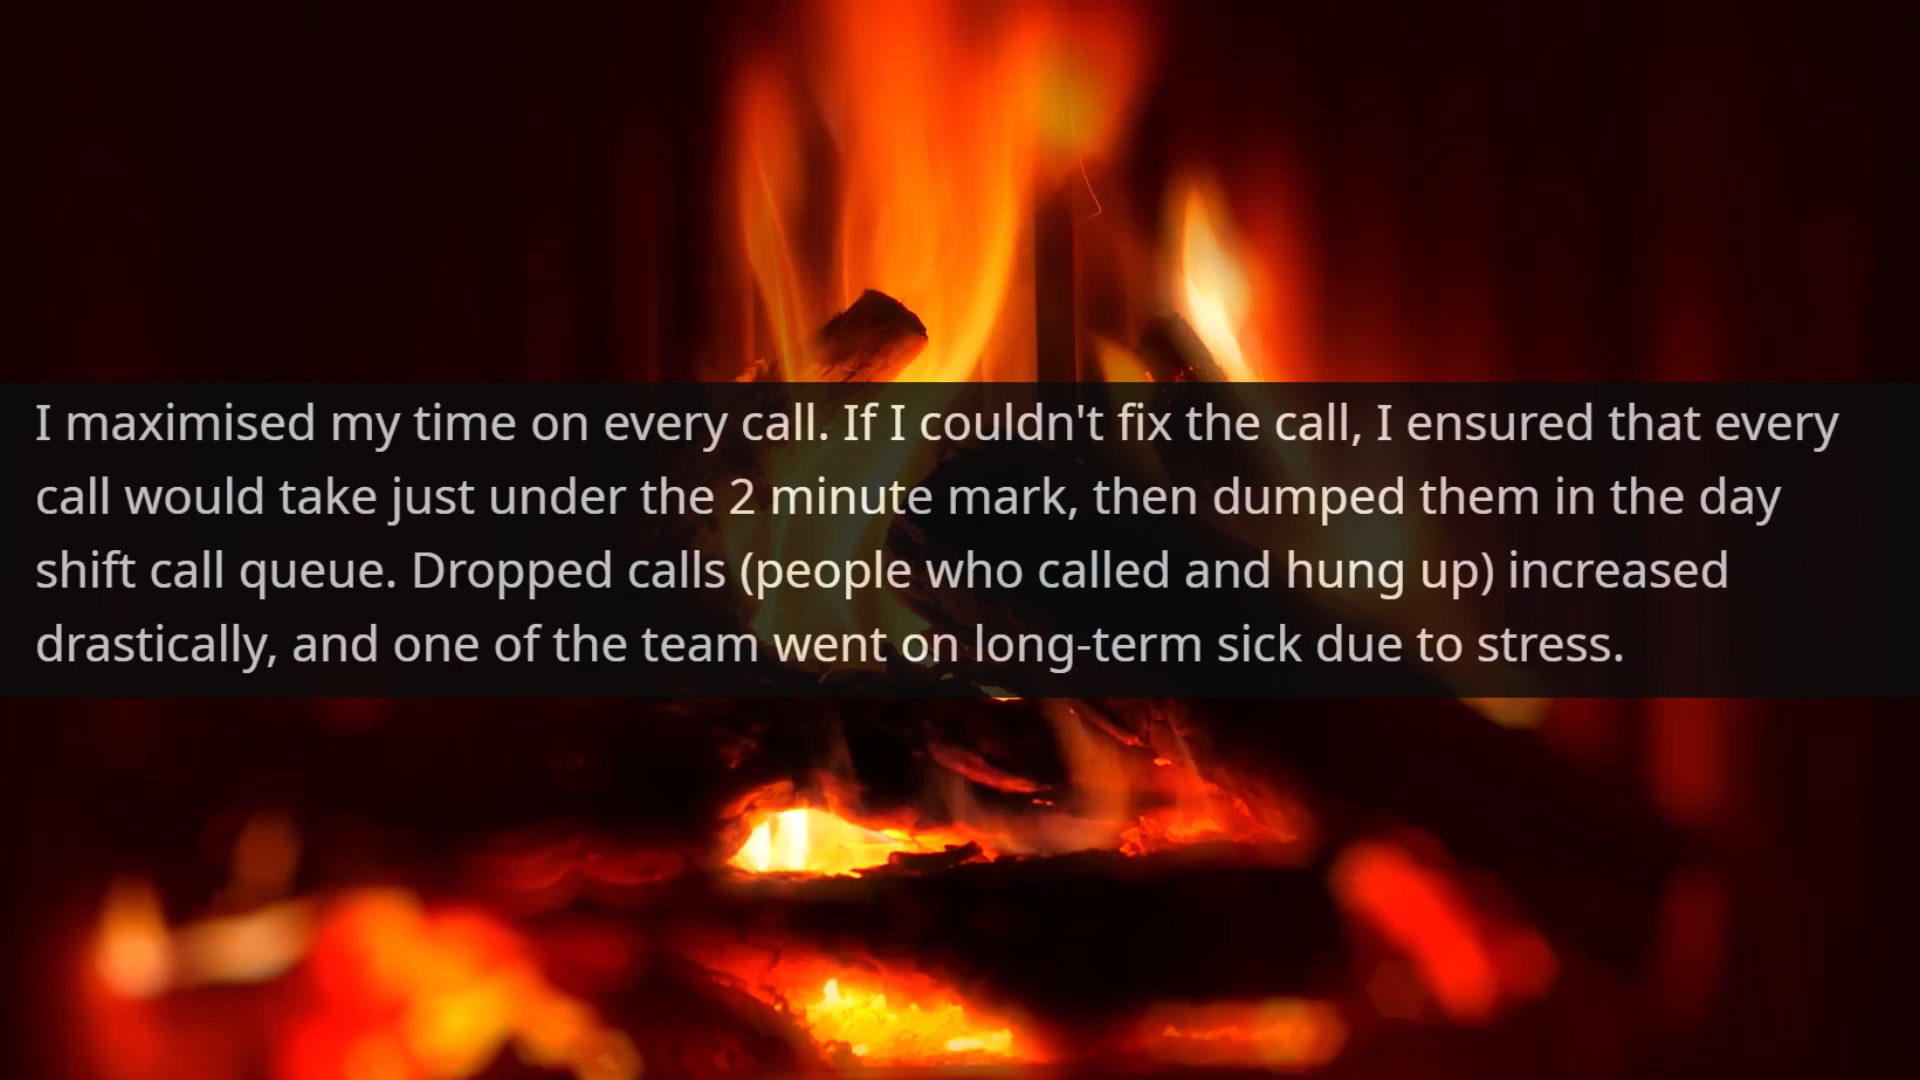 I maximised my time on every call. If I couldn't fix the call, I ensured that every
call would take just under the 2 minute mark, then dumped them in the day
shift call queue. Dropped calls (people who called and hung up) increased
drastically, and one of the team went on long-term sick due to stress.